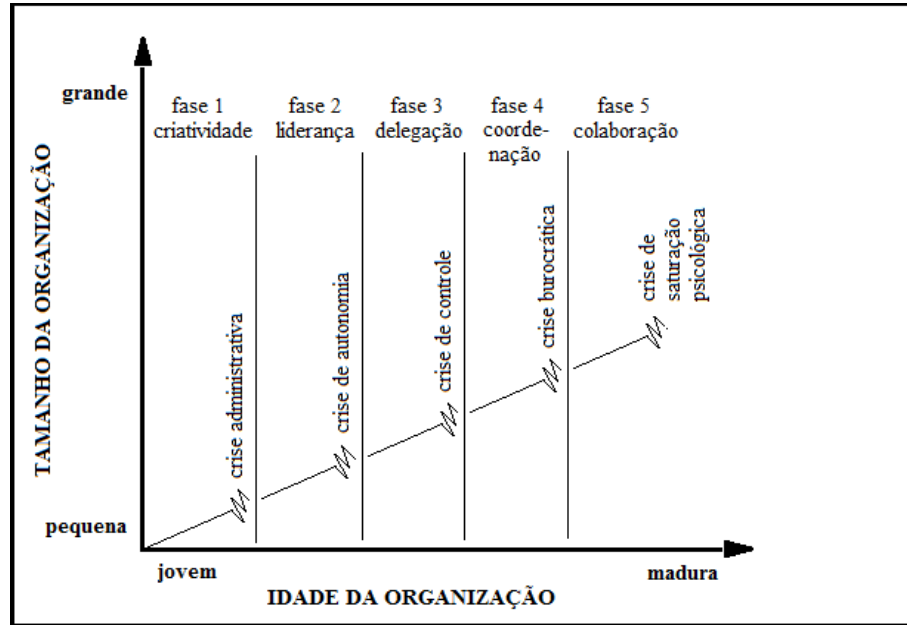 grande
fase 1
criatividade
fase 2
liderança
fase 3
delegação
fase 4
coorde-
nação
fase 5
colaboração
TAMANHO DA ORGANIZAÇÃO
crise administrativa
crise de autonomia
crise de controle
crise burocrática
crise de
saturação
psicológica
pequena
jovem
madura
IDADE DA ORGANIZAÇÃO